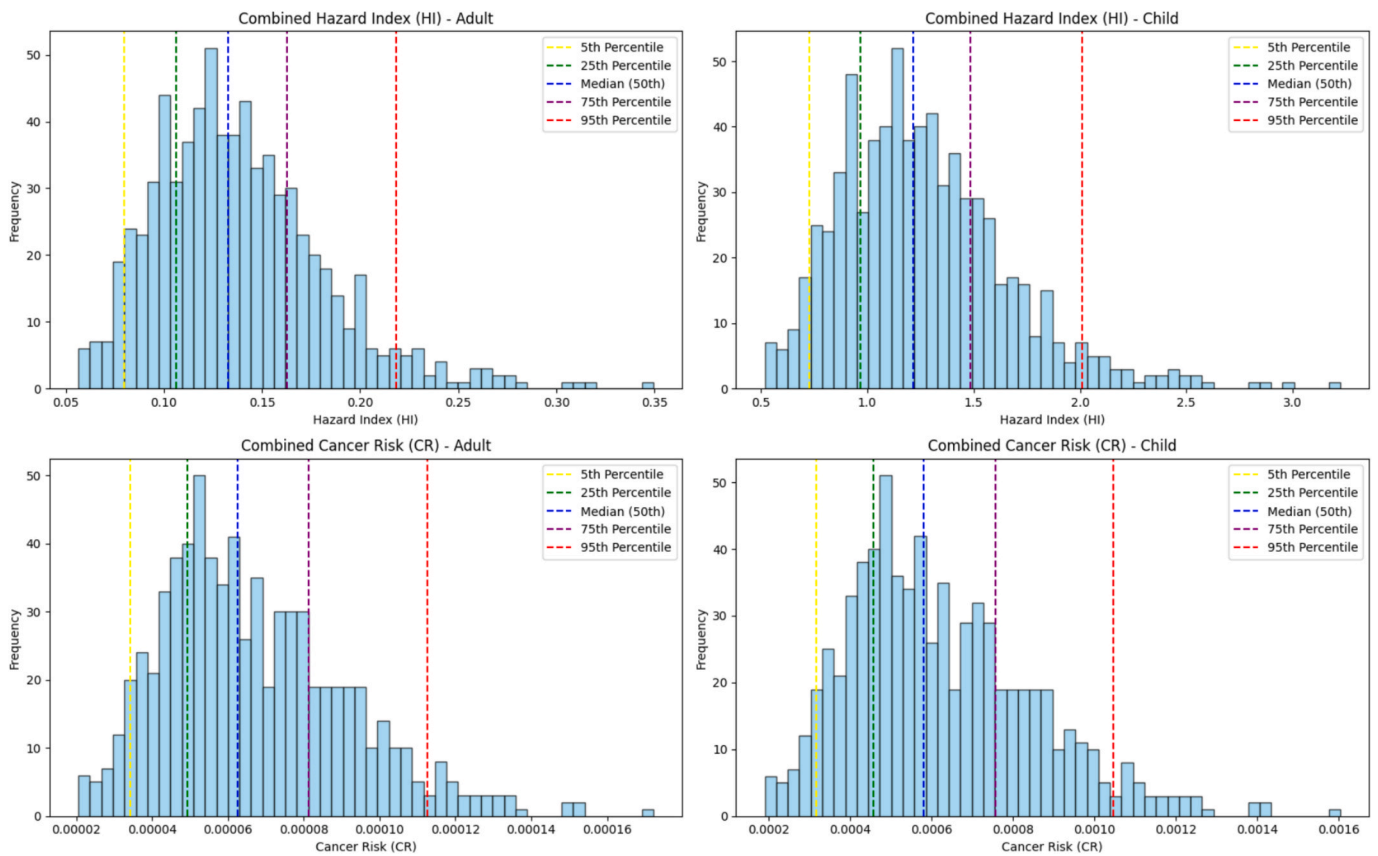 Combined Hazard Index (HI) - Adult
50
40
30
20
10
0
Frequency
0.05
0.10
0.15
0.20
0.25
0.30
0.35
Hazard Index (HI)
5th Percentile
25th Percentile
Median (50th)
75th Percentile
95th Percentile
Combined Hazard Index (HI) - Child
50
40
30
20
10
0
Frequency
0.5
1.0
1.5
2.0
2.5
3.0
Hazard Index (HI)
5th Percentile
25th Percentile
Median (50th)
75th Percentile
95th Percentile
Combined Cancer Risk (CR) - Adult
50
40
30
20
10
0
Frequency
0.00002
0.00004
0.00006
0.00008
0.00010
0.00012
0.00014
0.00016
Cancer Risk (CR)
5th Percentile
25th Percentile
Median (50th)
75th Percentile
95th Percentile
Combined Cancer Risk (CR) - Child
50
40
30
20
10
0
Frequency
0.0002
0.0004
0.0006
0.0008
0.0010
0.0012
0.0014
0.0016
Cancer Risk (CR)
5th Percentile
25th Percentile
Median (50th)
75th Percentile
95th Percentile